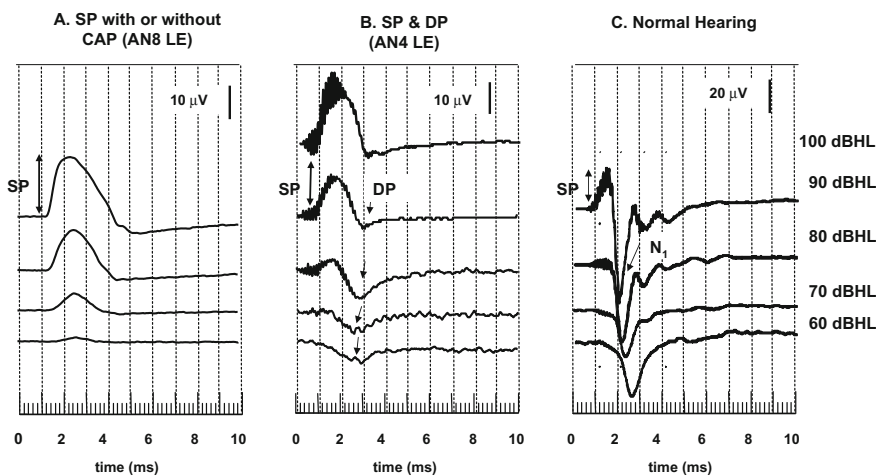 A. SP with or without
CAP (AN8 LE)
B. SP & DP
(AN4 LE)
C. Normal Hearing
10 µV
10 µV
20 µV
100 dBHL
90 dBHL
80 dBHL
70 dBHL
60 dBHL
SP
SP
DP
SP
N1
0 2 4 6 8 10
0 2 4 6 8 10
0 2 4 6 8 10
time (ms)
time (ms)
time (ms)